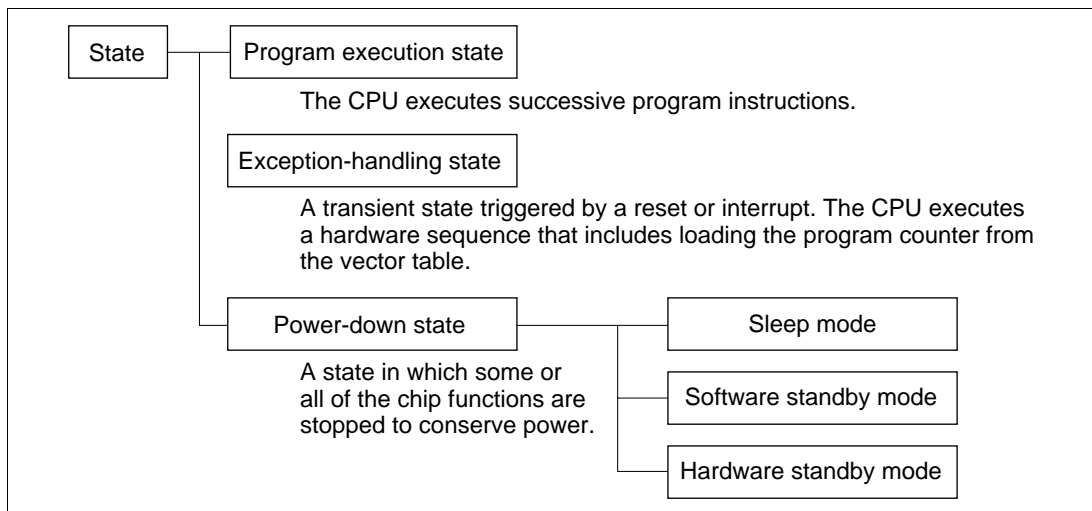 State
Program execution state
The CPU executes successive program instructions.
Exception-handling state
A transient state triggered by a reset or interrupt. The CPU executes
a hardware sequence that includes loading the program counter from
the vector table.
Power-down state
A state in which some or
all of the chip functions are
stopped to conserve power.
Sleep mode
Software standby mode
Hardware standby mode